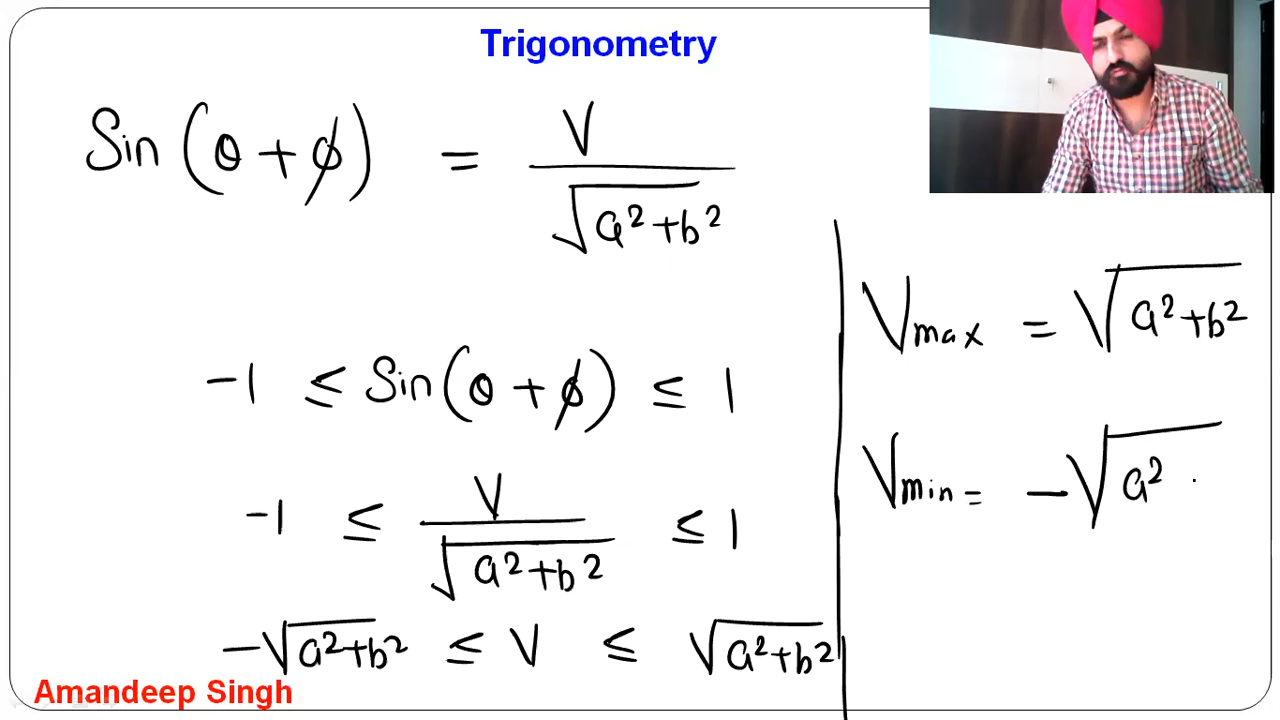 Trigonometry
Sin (θ + ϕ) = V / √(a² + b²)
-1 ≤ Sin (θ + ϕ) ≤ 1
-1 ≤ V / √(a² + b²) ≤ 1
-√(a² + b²) ≤ V ≤ √(a² + b²)
Vmax = √(a² + b²)
Vmin = -√(a²
Amandeep Singh